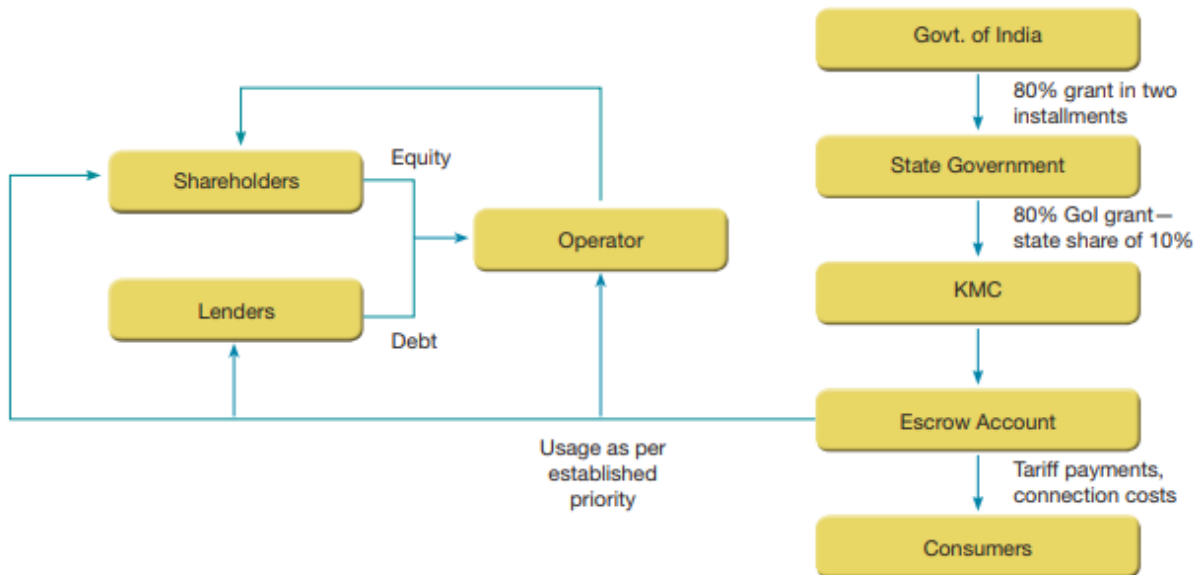 Govt. of India
80% grant in two
installments
Shareholders
Equity
State Government
80% GoI grant—
state share of 10%
Operator
Lenders
Debt
KMC
Escrow Account
Usage as per
established
priority
Tariff payments,
connection costs
Consumers